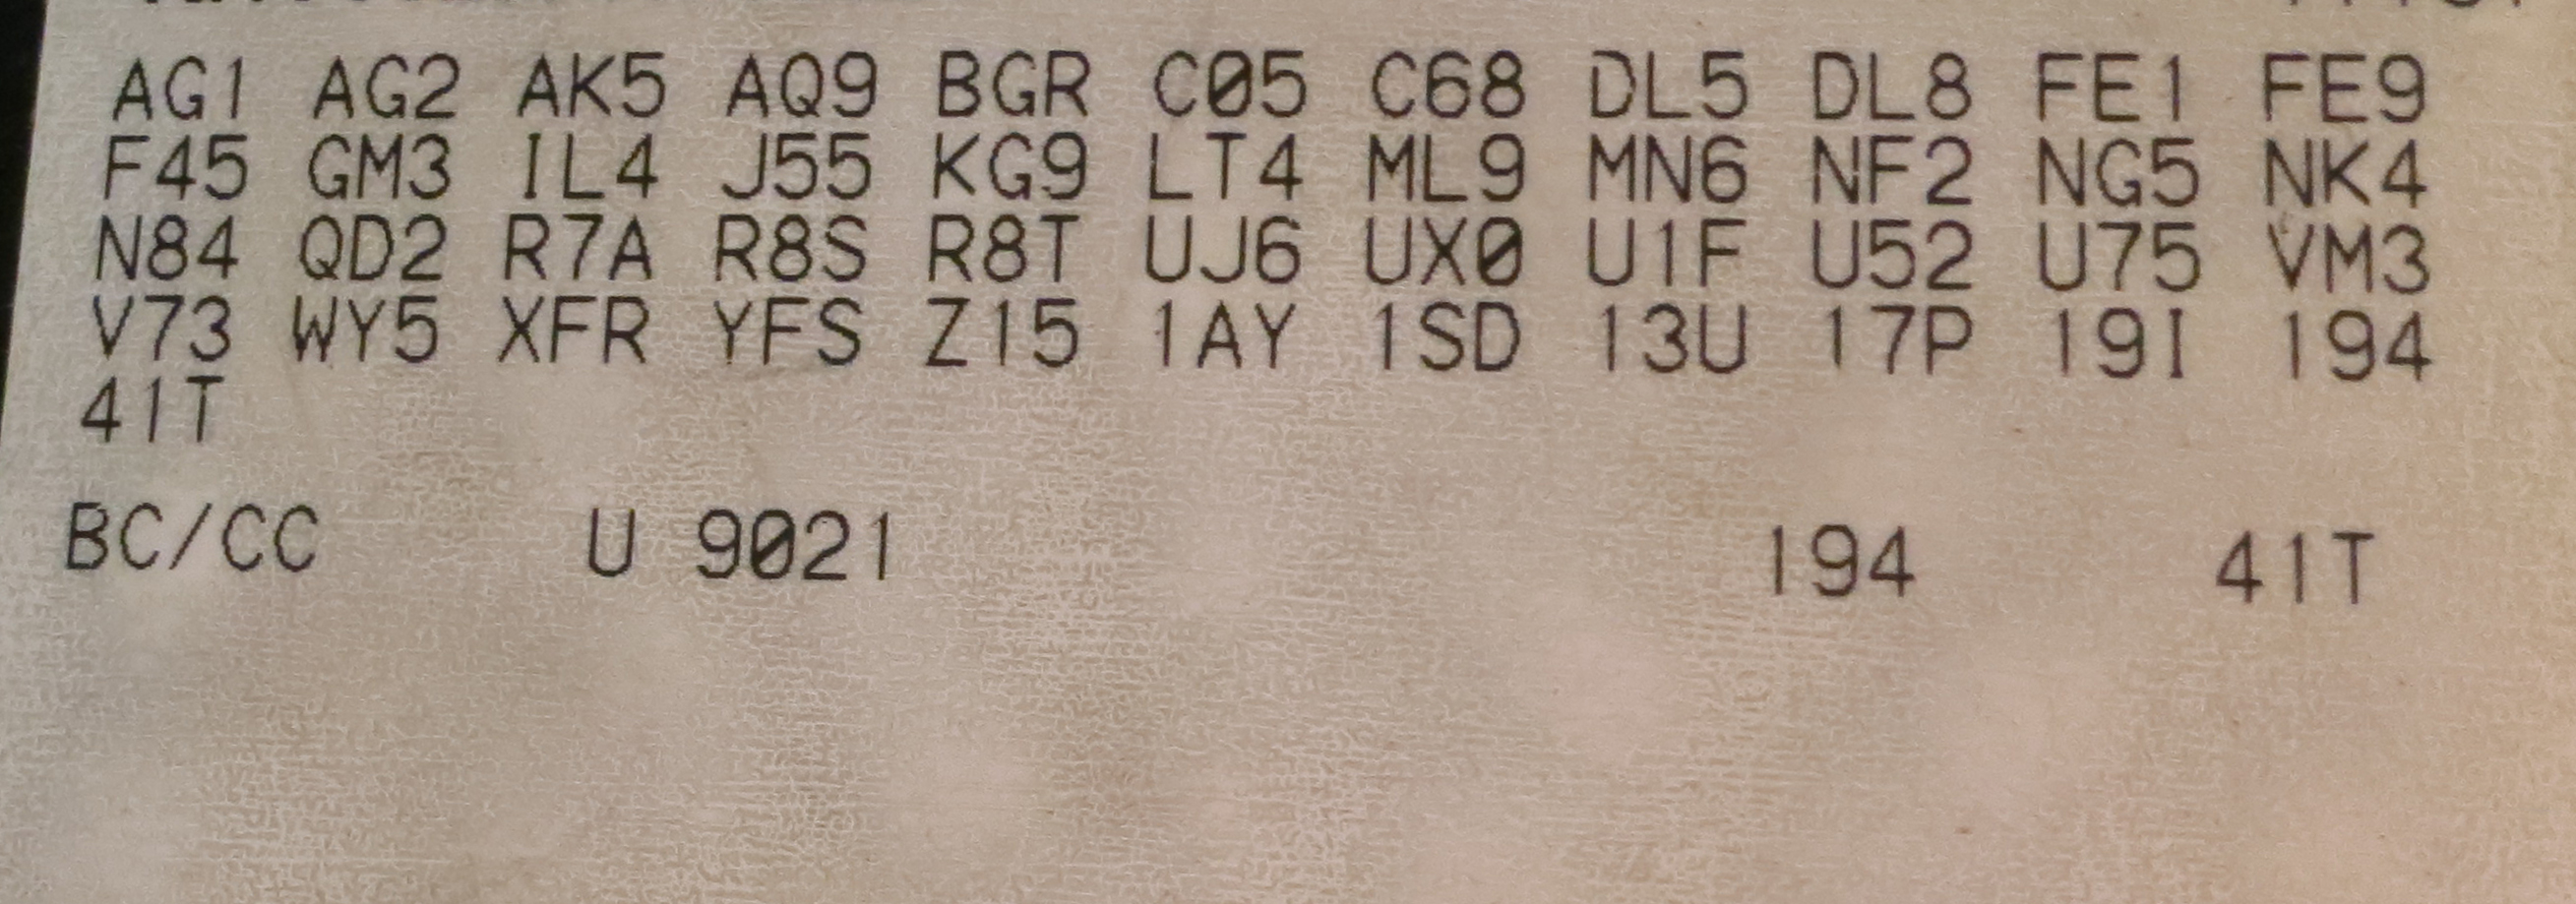 AG1 AG2 AK5 AQ9 BGR C05 C68 DL5 DL8 FE1 FE9
F45 GM3 IL4 J55 KG9 LT4 ML9 MN6 NF2 NG5 NK4
N84 QD2 R7A R8S R8T UJ6 UX0 U1F U52 U75 VM3
V73 WY5 XFR YFS Z15 1AY 1SD 13U 17P 19I 194
41T
BC/CC U 9021 194 41T